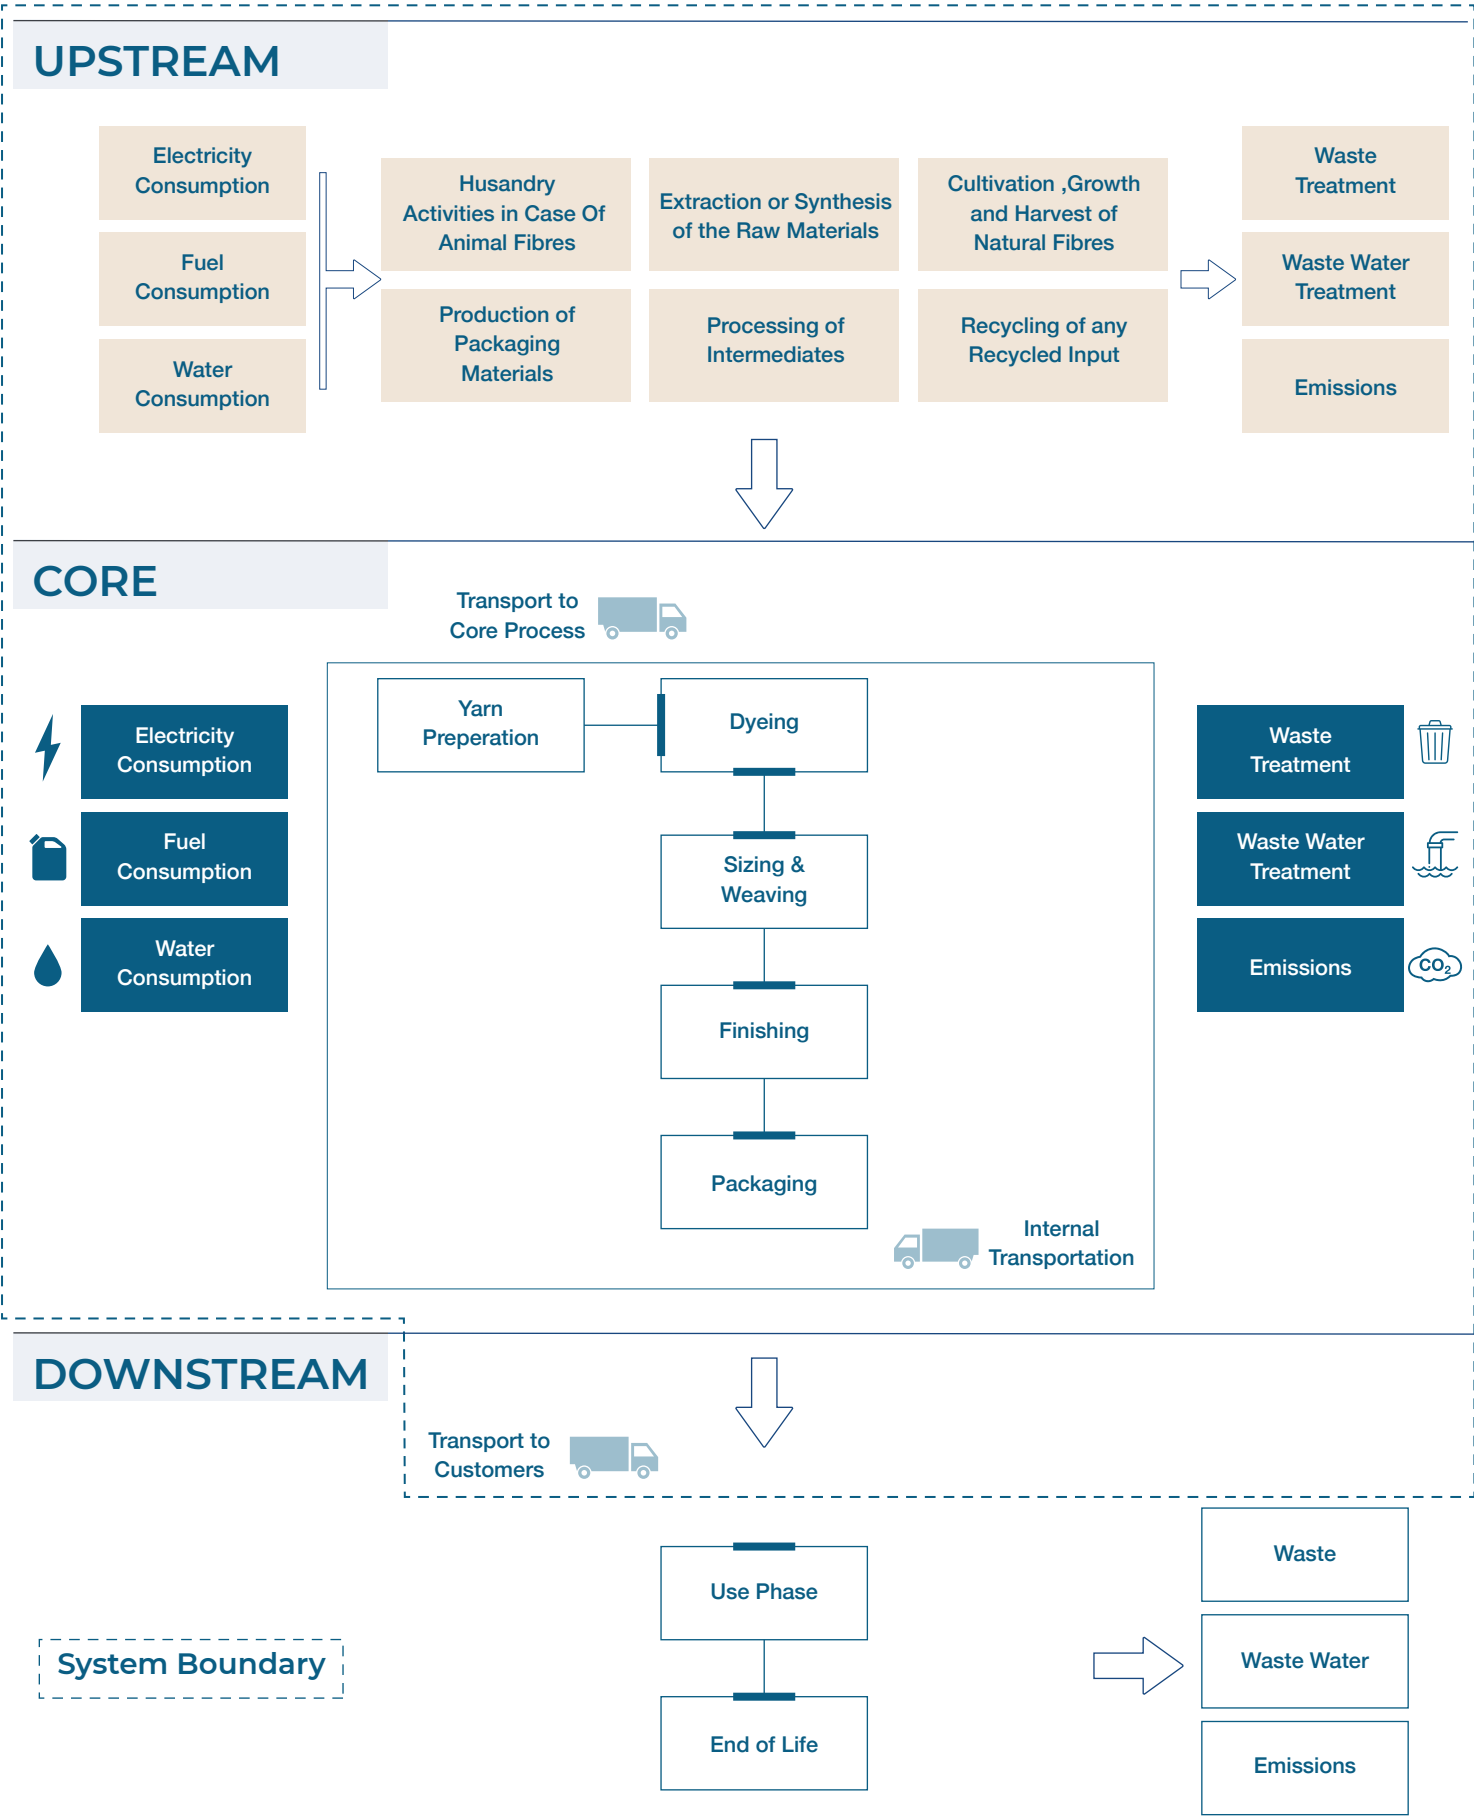 UPSTREAM
Electricity
Consumption
Fuel
Consumption
Water
Consumption
Husandry
Activities in Case Of
Animal Fibres
Extraction or Synthesis
of the Raw Materials
Cultivation ,Growth
and Harvest of
Natural Fibres
Production of
Packaging
Materials
Processing of
Intermediates
Recycling of any
Recycled Input
Waste
Treatment
Waste Water
Treatment
Emissions
CORE
Transport to
Core Process
Electricity
Consumption
Fuel
Consumption
Water
Consumption
Yarn
Preperation
Dyeing
Sizing &
Weaving
Finishing
Packaging
Internal
Transportation
Waste
Treatment
Waste Water
Treatment
Emissions
CO₂
DOWNSTREAM
Transport to
Customers
Use Phase
End of Life
Waste
Waste Water
Emissions
System Boundary